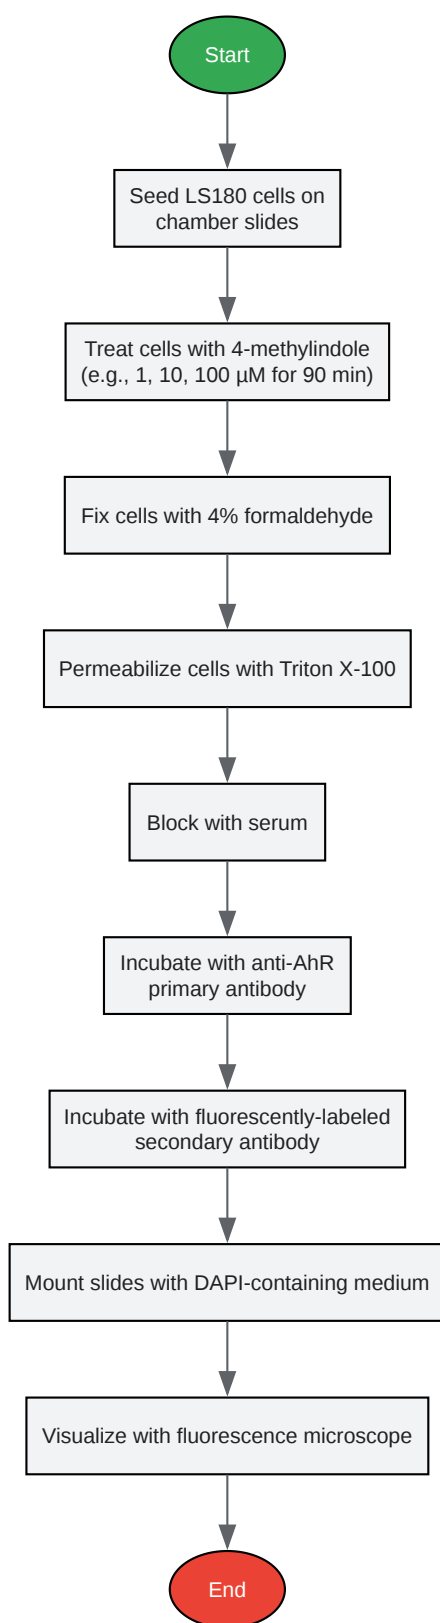 Start
Seed LS180 cells on
chamber slides
Treat cells with 4-methylindole
(e.g., 1, 10, 100 µM for 90 min)
Fix cells with 4% formaldehyde
Permeabilize cells with Triton X-100
Block with serum
Incubate with anti-AhR
primary antibody
Incubate with fluorescently-labeled
secondary antibody
Mount slides with DAPI-containing medium
Visualize with fluorescence microscope
End